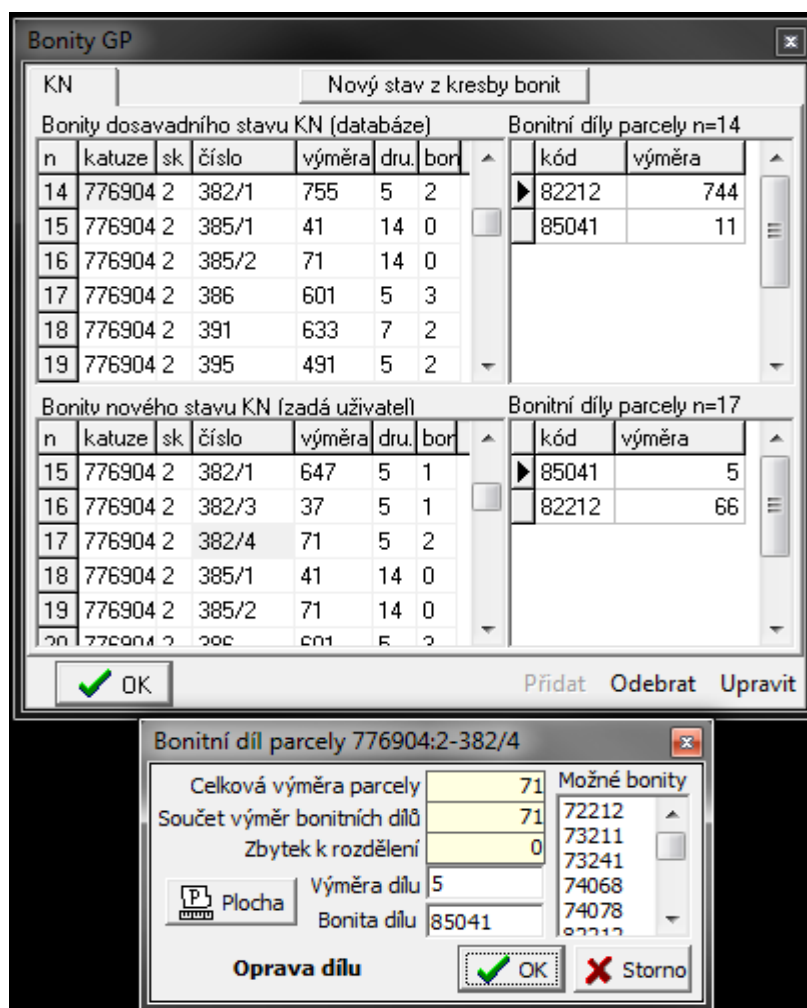 Bonity GP
KN Nový stav z kresby bonit
Bonity dosavadního stavu KN (databáze) Bonitní díly parcely n=14
n katuze sk číslo výměra dru. bon kód výměra
14 776904 2 382/1 755 5 2 82212 744
15 776904 2 385/1 41 14 0 85041 11
16 776904 2 385/2 71 14 0
17 776904 2 386 601 5 3
18 776904 2 391 633 7 2
19 776904 2 395 491 5 2
Bonity nového stavu KN (zadá uživatel) Bonitní díly parcely n=17
n katuze sk číslo výměra dru. bon kód výměra
15 776904 2 382/1 647 5 1 85041 5
16 776904 2 382/3 37 5 1 82212 66
17 776904 2 382/4 71 5 2
18 776904 2 385/1 41 14 0
19 776904 2 385/2 71 14 0
20 776904 2 386 601 5 3
OK Přidat Odebrat Upravit
Bonitní díl parcely 776904:2-382/4
Celková výměra parcely 71 Možné bonity
Součet výměr bonitních dílů 71 72212
Zbytek k rozdělení 0 73211
73241
Plocha Výměra dílu 5 74068
Bonita dílu 85041 74078
82212
Oprava dílu OK Storno